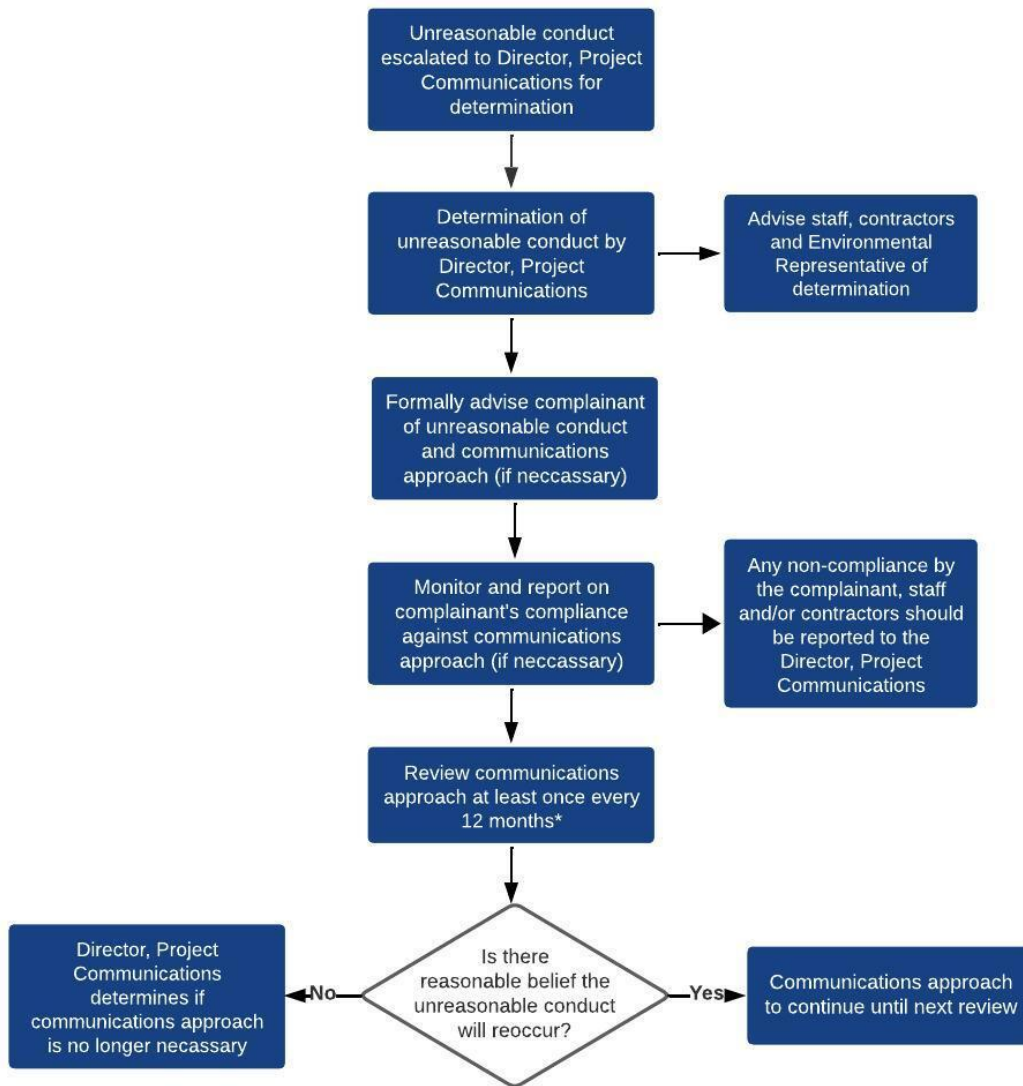 Unreasonable conduct
escalated to Director, Project
Communications for
determination
Determination of
unreasonable conduct by
Director, Project
Communications
Advise staff, contractors
and Environmental
Representative of
determination
Formally advise complainant
of unreasonable conduct
and communications
approach (if neccassary)
Monitor and report on
complainant's compliance
against communications
approach (if neccassary)
Any non-compliance by
the complainant, staff
and/or contractors should
be reported to the
Director, Project
Communications
Review communications
approach at least once every
12 months*
Is there
reasonable belief the
unreasonable conduct
will reoccur?
No
Director, Project
Communications
determines if
communications approach
is no longer necassary
Yes
Communications approach
to continue until next review